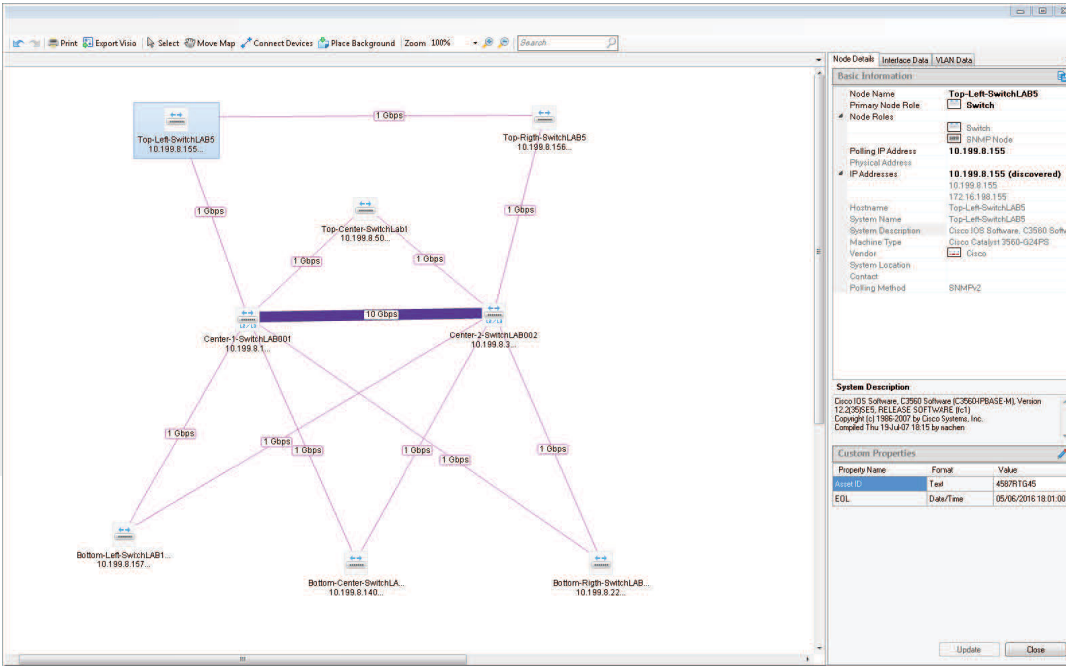 Print Export Visio Select Move Map Connect Devices Place Background Zoom 100% Search
Top-Left-SwitchLAB5
10.199.8.155...
1 Gbps
Top-Rigth-SwitchLAB5
10.199.8.156...
1 Gbps
1 Gbps
Top-Center-SwitchLab1
10.199.8.50...
1 Gbps
1 Gbps
10 Gbps
Center-1-SwitchLAB001
10.199.8.1...
Center-2-SwitchLAB002
10.199.8.3...
1 Gbps
1 Gbps
1 Gbps
1 Gbps
1 Gbps
1 Gbps
Bottom-Left-SwitchLAB1...
10.199.8.157...
Bottom-Center-SwitchLA...
10.199.8.140...
Bottom-Rigth-SwitchLAB...
10.199.8.22...
Node Details Interface Data VLAN Data
Basic Information
Node Name Top-Left-SwitchLAB5
Primary Node Role Switch
Node Roles
Switch
SNMP Node
Polling IP Address 10.199.8.155
Physical Address
IP Addresses 10.199.8.155 (discovered)
10.199.8.155
172.16.198.155
Hostname Top-Left-SwitchLAB5
System Name Top-Left-SwitchLAB5
System Description Cisco IOS Software, C3560 Softw
Machine Type Cisco Catalyst 3560-G24PS
Vendor Cisco
System Location
Contact
Polling Method SNMPv2
System Description
Cisco IOS Software, C3560 Software (C3560-IPBASE-M), Version
12.2(35)SE5, RELEASE SOFTWARE (fc1)
Copyright (c) 1986-2007 by Cisco Systems, Inc.
Compiled Thu 19-Jul-07 18:15 by nachen
Custom Properties
Property Name Format Value
Asset ID Text 4587RTG45
EOL Date/Time 05/06/2016 18:01:00
Update Close